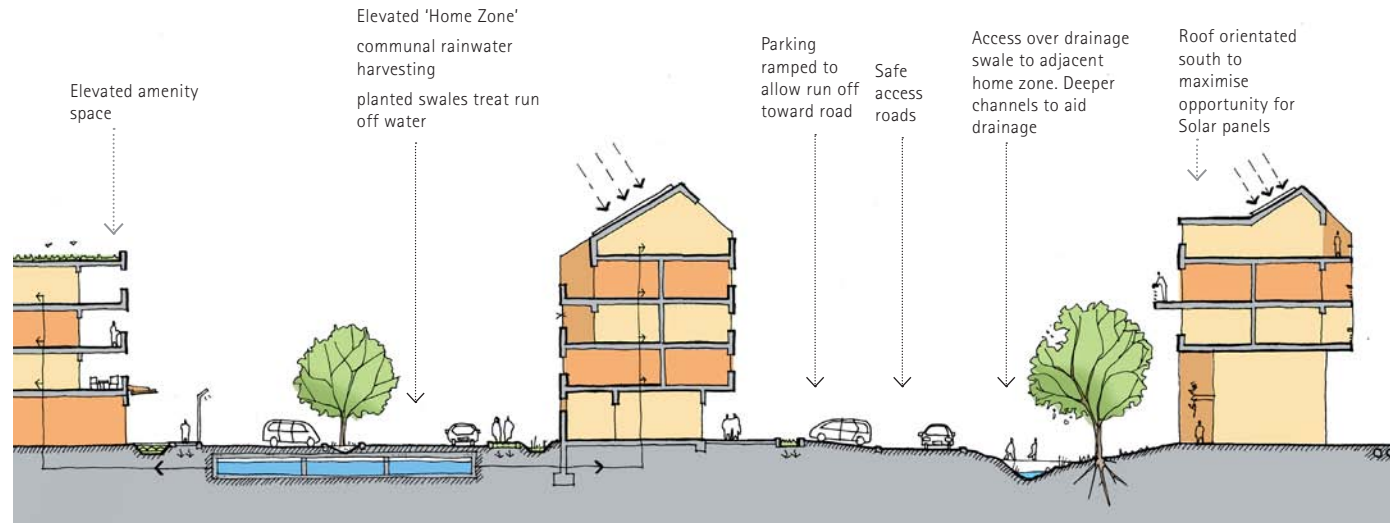 Elevated amenity
space
Elevated ‘Home Zone’
communal rainwater
harvesting
planted swales treat run
off water
Parking
ramped to
allow run off
toward road
Safe
access
roads
Access over drainage
swale to adjacent
home zone. Deeper
channels to aid
drainage
Roof orientated
south to
maximise
opportunity for
Solar panels